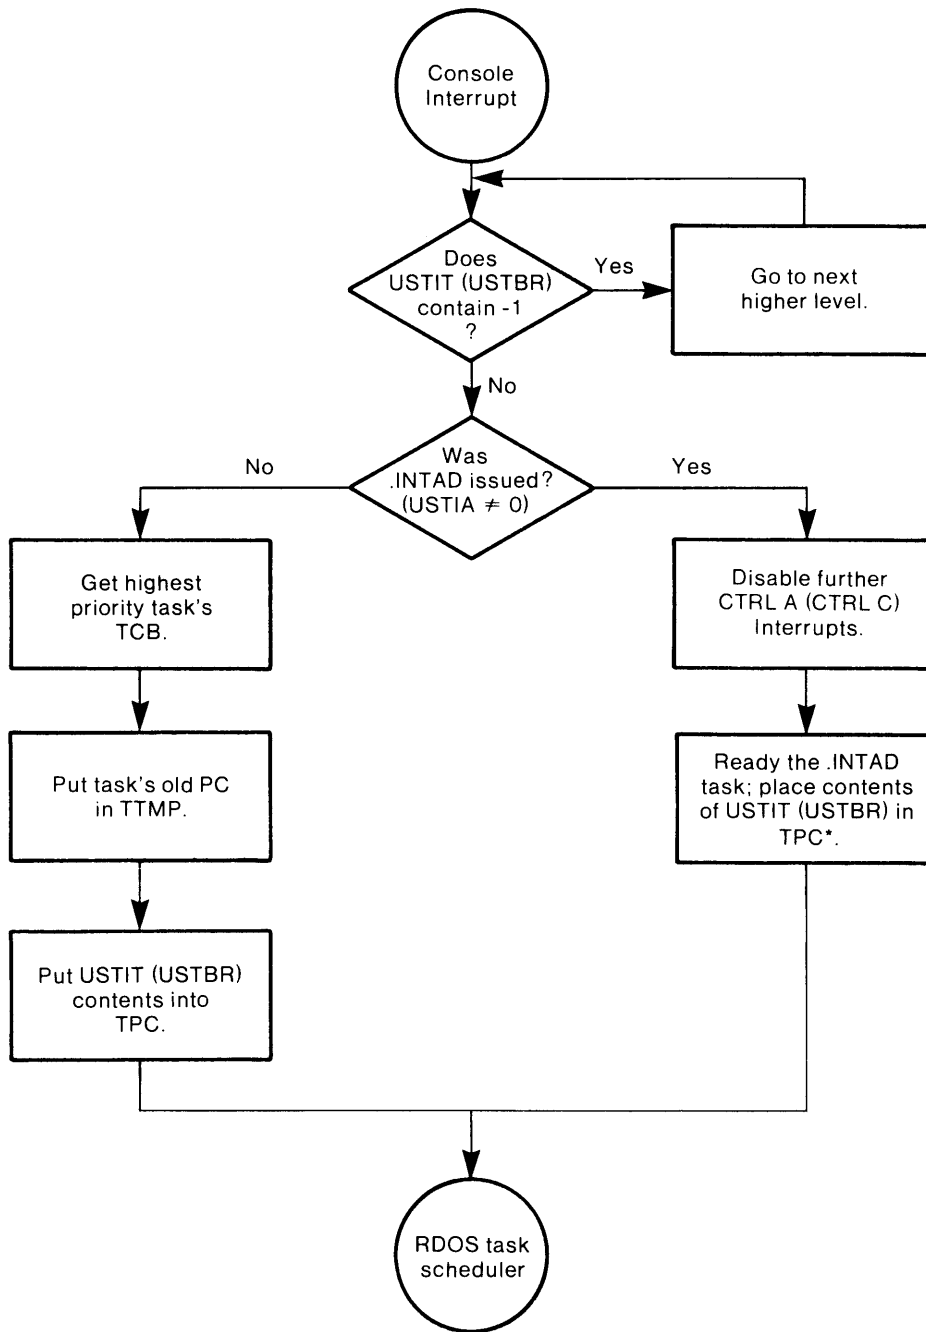 Console
Interrupt
Does
USTIT (USTBR)
contain -1
?
Yes
Go to next
higher level.
No
Was
.INTAD issued?
(USTIA ≠ 0)
No
Yes
Get highest
priority task's
TCB.
Disable further
CTRL A (CTRL C)
Interrupts.
Put task's old PC
in TTMP.
Ready the .INTAD
task; place contents
of USTIT (USTBR) in
TPC*.
Put USTIT (USTBR)
contents into
TPC.
RDOS task
scheduler